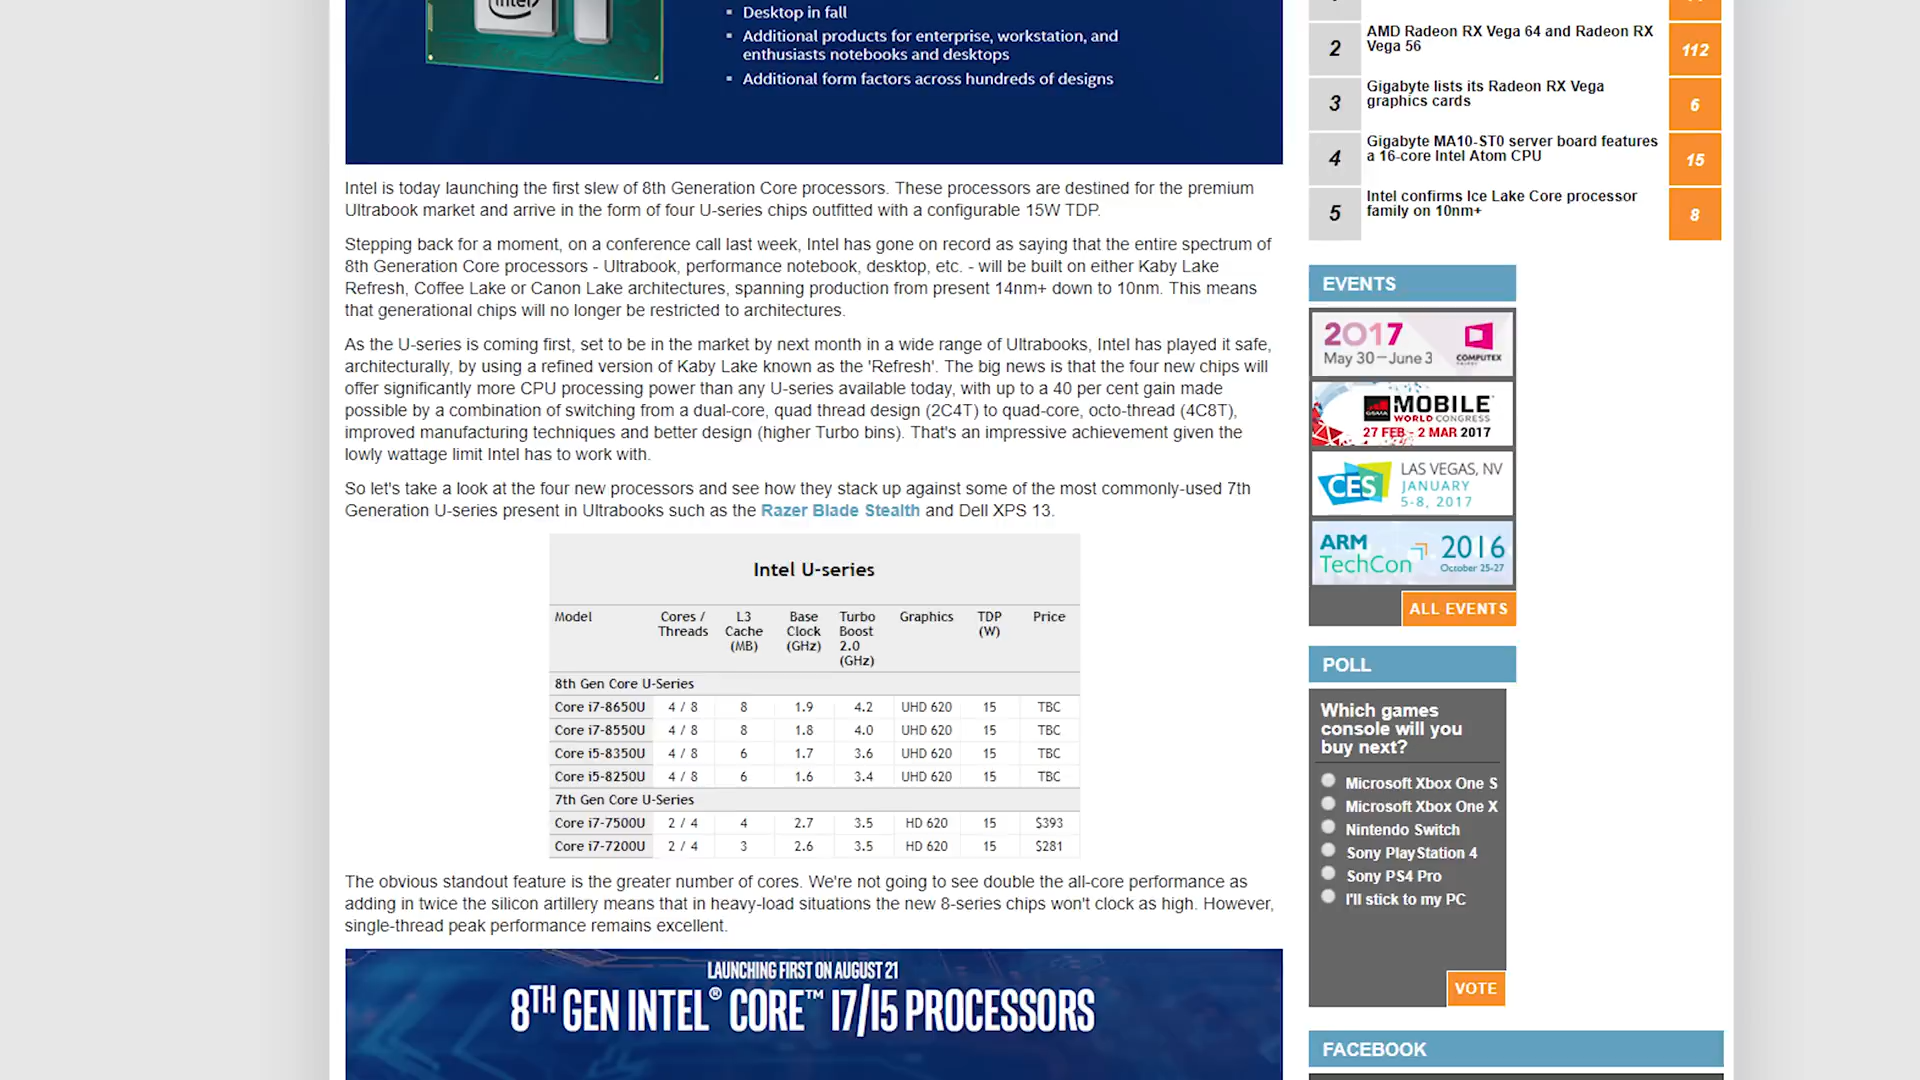 intel
Desktop in fall
Additional products for enterprise, workstation, and
enthusiasts notebooks and desktops
Additional form factors across hundreds of designs
Intel is today launching the first slew of 8th Generation Core processors. These processors are destined for the premium
Ultrabook market and arrive in the form of four U-series chips outfitted with a configurable 15W TDP.
Stepping back for a moment, on a conference call last week, Intel has gone on record as saying that the entire spectrum of
8th Generation Core processors - Ultrabook, performance notebook, desktop, etc. - will be built on either Kaby Lake
Refresh, Coffee Lake or Canon Lake architectures, spanning production from present 14nm+ down to 10nm. This means
that generational chips will no longer be restricted to architectures.
As the U-series is coming first, set to be in the market by next month in a wide range of Ultrabooks, Intel has played it safe,
architecturally, by using a refined version of Kaby Lake known as the 'Refresh'. The big news is that the four new chips will
offer significantly more CPU processing power than any U-series available today, with up to a 40 per cent gain made
possible by a combination of switching from a dual-core, quad thread design (2C4T) to quad-core, octo-thread (4C8T),
improved manufacturing techniques and better design (higher Turbo bins). That's an impressive achievement given the
lowly wattage limit Intel has to work with.
So let's take a look at the four new processors and see how they stack up against some of the most commonly-used 7th
Generation U-series present in Ultrabooks such as the Razer Blade Stealth and Dell XPS 13.
Intel U-series
Model Cores / Threads L3 Cache (MB) Base Clock (GHz) Turbo Boost 2.0 (GHz) Graphics TDP (W) Price
8th Gen Core U-Series
Core i7-8650U 4 / 8 8 1.9 4.2 UHD 620 15 TBC
Core i7-8550U 4 / 8 8 1.8 4.0 UHD 620 15 TBC
Core i5-8350U 4 / 8 6 1.7 3.6 UHD 620 15 TBC
Core i5-8250U 4 / 8 6 1.6 3.4 UHD 620 15 TBC
7th Gen Core U-Series
Core i7-7500U 2 / 4 4 2.7 3.5 HD 620 15 $393
Core i7-7200U 2 / 4 3 2.6 3.5 HD 620 15 $281
The obvious standout feature is the greater number of cores. We're not going to see double the all-core performance as
adding in twice the silicon artillery means that in heavy-load situations the new 8-series chips won't clock as high. However,
single-thread peak performance remains excellent.
LAUNCHING FIRST ON AUGUST 21
8TH GEN INTEL® CORE™ I7/I5 PROCESSORS
2 AMD Radeon RX Vega 64 and Radeon RX 112
Vega 56
3 Gigabyte lists its Radeon RX Vega 6
graphics cards
4 Gigabyte MA10-ST0 server board features 15
a 16-core Intel Atom CPU
5 Intel confirms Ice Lake Core processor 8
family on 10nm+
EVENTS
2017
May 30 — June 3 COMPUTEX
GSMA MOBILE
WORLD CONGRESS
27 FEB - 2 MAR 2017
CES LAS VEGAS, NV
JANUARY
5-8, 2017
ARM 2016
TechCon October 25-27
ALL EVENTS
POLL
Which games
console will you
buy next?
Microsoft Xbox One S
Microsoft Xbox One X
Nintendo Switch
Sony PlayStation 4
Sony PS4 Pro
I'll stick to my PC
VOTE
FACEBOOK